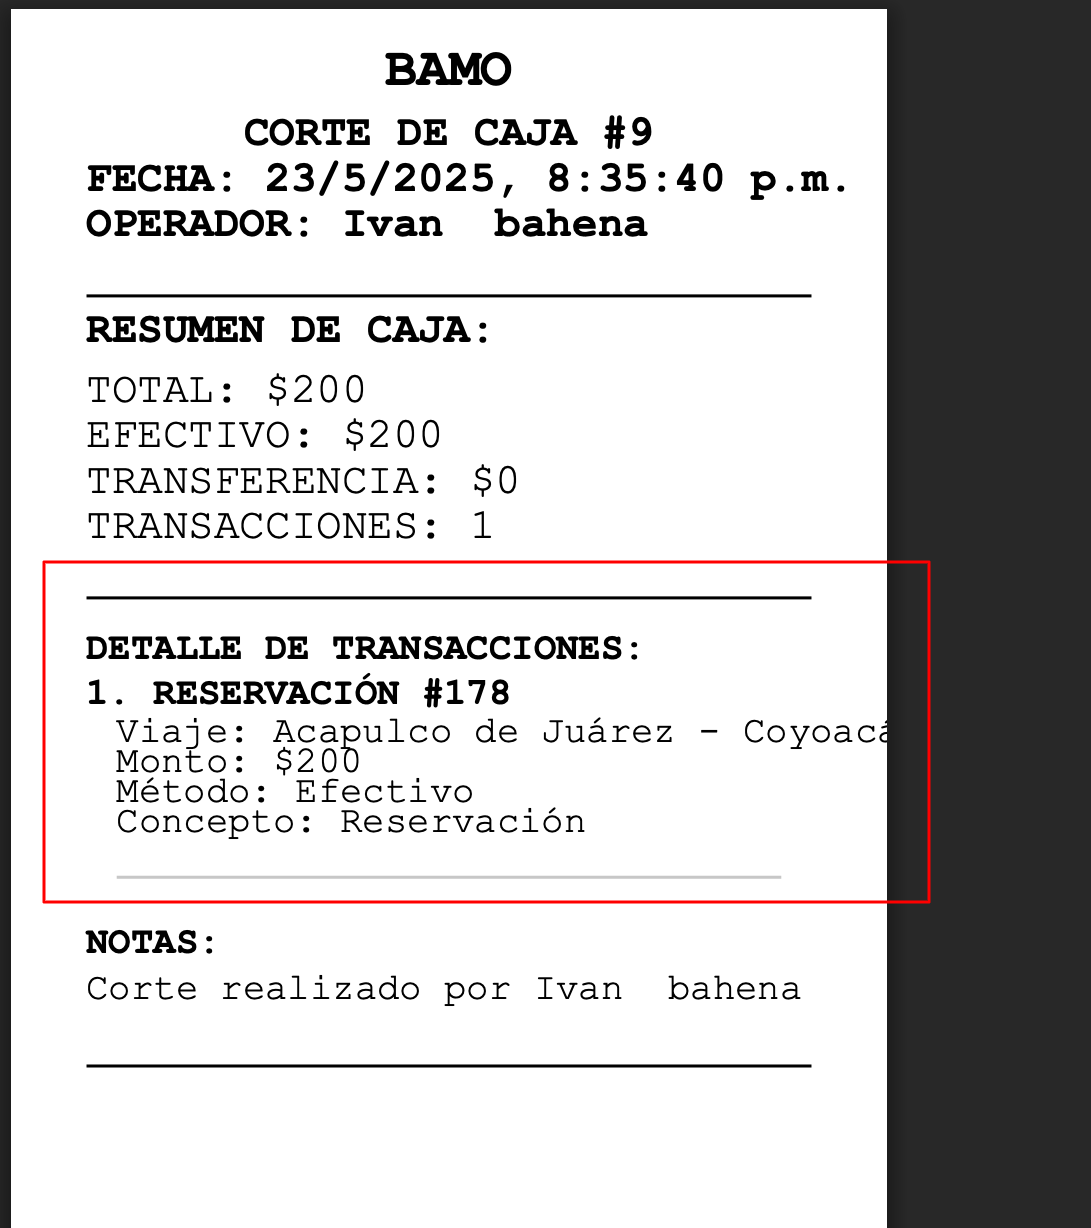 BAMO
CORTE DE CAJA #9
FECHA: 23/5/2025, 8:35:40 p.m.
OPERADOR: Ivan  bahena
RESUMEN DE CAJA:
TOTAL: $200
EFECTIVO: $200
TRANSFERENCIA: $0
TRANSACCIONES: 1
DETALLE DE TRANSACCIONES:
1. RESERVACIÓN #178
Viaje: Acapulco de Juárez - Coyoacá
Monto: $200
Método: Efectivo
Concepto: Reservación
NOTAS:
Corte realizado por Ivan  bahena